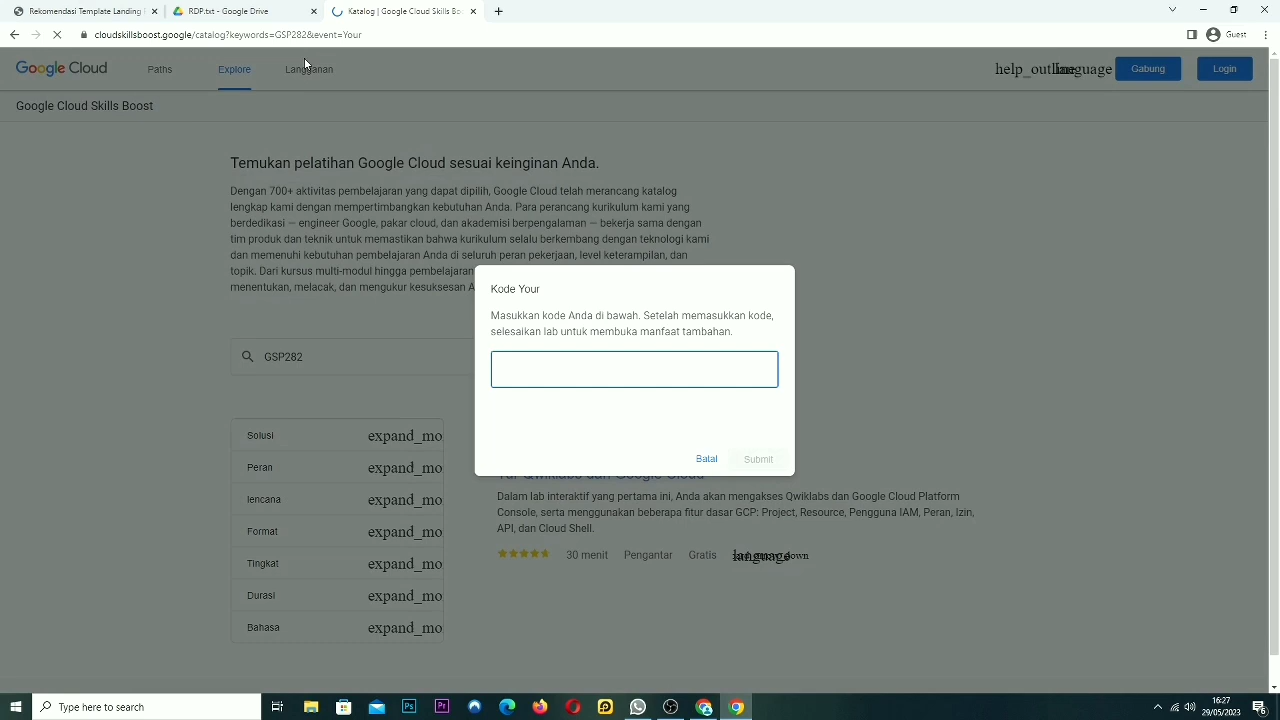 Rekomendasi Template Landing
RDP.txt - Google Drive
Katalog | Google Cloud Skills Bo
cloudskillsboost.google/catalog?keywords=GSP282&event=Your
Guest
Google Cloud
Paths
Explore
Langganan
help_outline
language
Gabung
Login
Google Cloud Skills Boost
Temukan pelatihan Google Cloud sesuai keinginan Anda.
Dengan 700+ aktivitas pembelajaran yang dapat dipilih, Google Cloud telah merancang katalog
lengkap kami dengan mempertimbangkan kebutuhan Anda. Para perancang kurikulum kami yang
berdedikasi — engineer Google, pakar cloud, dan akademisi berpengalaman — bekerja sama dengan
tim produk dan teknik untuk memastikan bahwa kurikulum selalu berkembang dengan teknologi kami
dan memenuhi kebutuhan pembelajaran Anda di seluruh peran pekerjaan, level keterampilan, dan
topik. Dari kursus multi-modul hingga pembelajaran
menentukan, melacak, dan mengukur kesuksesan A
Kode Your
Masukkan kode Anda di bawah. Setelah memasukkan kode,
selesaikan lab untuk membuka manfaat tambahan.
Batal
Submit
GSP282
Solusi
expand_mo
Peran
expand_mo
lencana
expand_mo
Format
expand_mo
Tingkat
expand_mo
Durasi
expand_mo
Bahasa
expand_mo
Tur Qwiklabs dan Google Cloud
Dalam lab interaktif yang pertama ini, Anda akan mengakses Qwiklabs dan Google Cloud Platform
Console, serta menggunakan beberapa fitur dasar GCP: Project, Resource, Pengguna IAM, Peran, Izin,
API, dan Cloud Shell.
30 menit
Pengantar
Gratis
language
Type here to search
16:27
29/05/2023